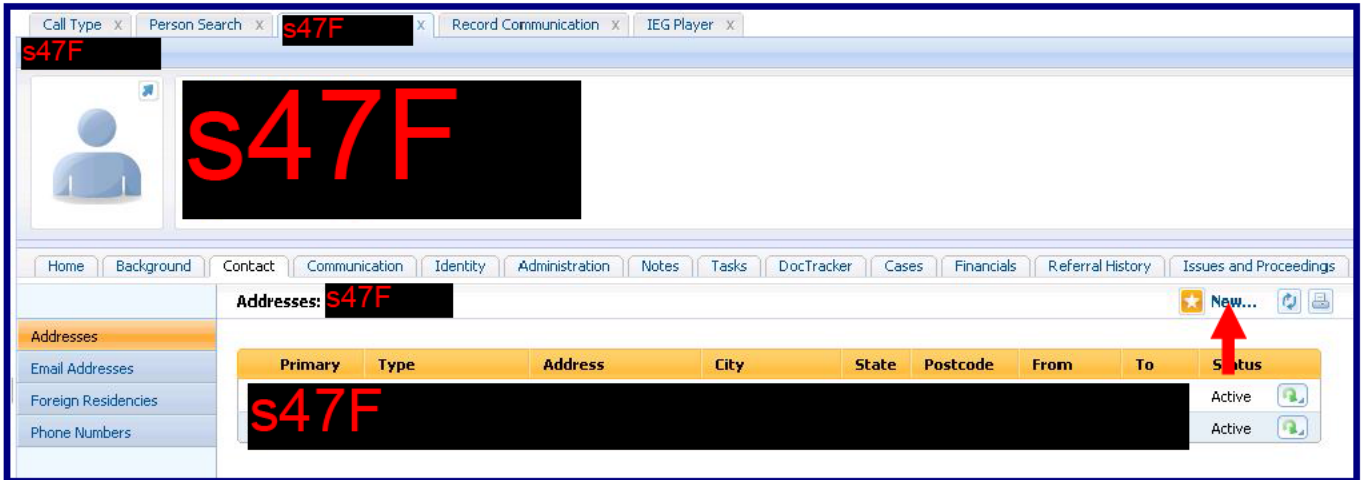 Call Type X Person Search X s47F X Record Communication X IEG Player X
s47F
s47F
Home Background Contact Communication Identity Administration Notes Tasks DocTracker Cases Financials Referral History Issues and Proceedings
Addresses: s47F New...
Addresses
Email Addresses
Foreign Residencies
Phone Numbers
Primary Type Address City State Postcode From To Status
s47F Active
Active